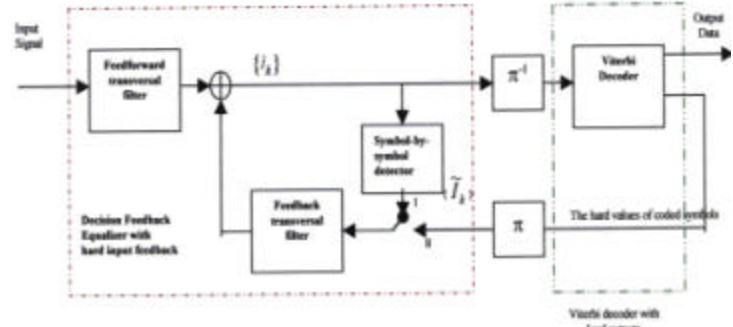 Input
Signal
Feedforward
transversal
filter
{i_k}
π⁻¹
Viterbi
Decoder
Output
Data
Symbol-by-
symbol
detector
{Ĩ_k}
I
II
Feedback
transversal
filter
π
The hard values of coded symbols
Decision Feedback
Equalizer with
hard input feedback
Viterbi decoder with